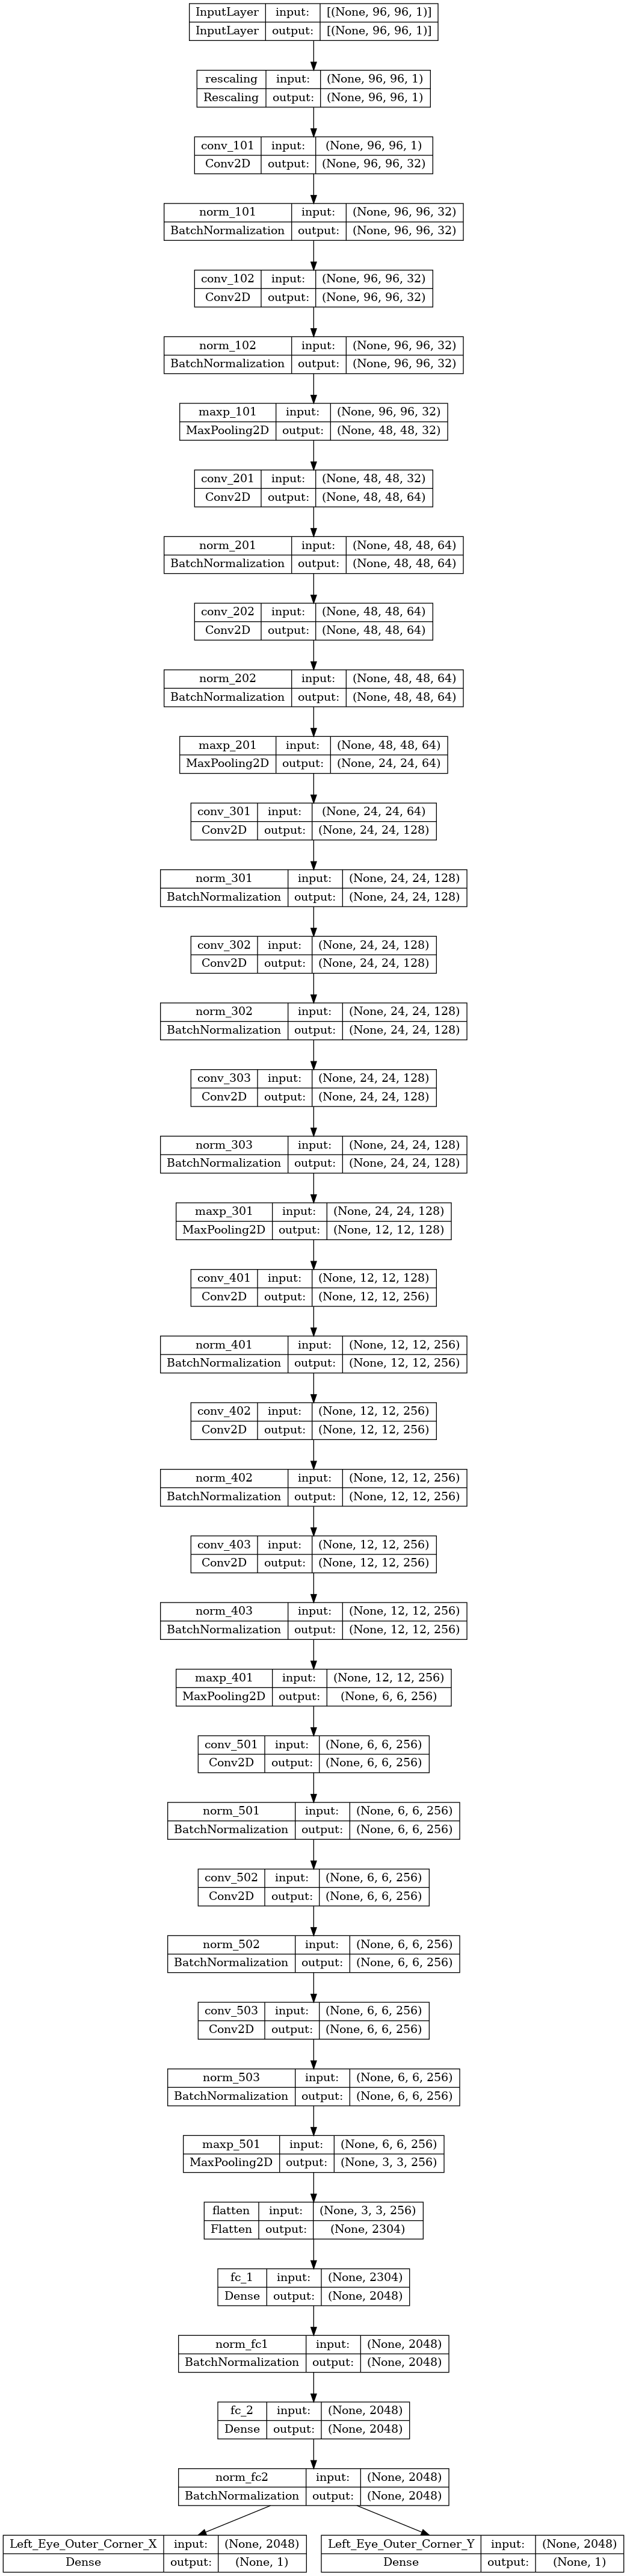 InputLayer input: [(None, 96, 96, 1)]
InputLayer output: [(None, 96, 96, 1)]
rescaling input: (None, 96, 96, 1)
Rescaling output: (None, 96, 96, 1)
conv_101 input: (None, 96, 96, 1)
Conv2D output: (None, 96, 96, 32)
norm_101 input: (None, 96, 96, 32)
BatchNormalization output: (None, 96, 96, 32)
conv_102 input: (None, 96, 96, 32)
Conv2D output: (None, 96, 96, 32)
norm_102 input: (None, 96, 96, 32)
BatchNormalization output: (None, 96, 96, 32)
maxp_101 input: (None, 96, 96, 32)
MaxPooling2D output: (None, 48, 48, 32)
conv_201 input: (None, 48, 48, 32)
Conv2D output: (None, 48, 48, 64)
norm_201 input: (None, 48, 48, 64)
BatchNormalization output: (None, 48, 48, 64)
conv_202 input: (None, 48, 48, 64)
Conv2D output: (None, 48, 48, 64)
norm_202 input: (None, 48, 48, 64)
BatchNormalization output: (None, 48, 48, 64)
maxp_201 input: (None, 48, 48, 64)
MaxPooling2D output: (None, 24, 24, 64)
conv_301 input: (None, 24, 24, 64)
Conv2D output: (None, 24, 24, 128)
norm_301 input: (None, 24, 24, 128)
BatchNormalization output: (None, 24, 24, 128)
conv_302 input: (None, 24, 24, 128)
Conv2D output: (None, 24, 24, 128)
norm_302 input: (None, 24, 24, 128)
BatchNormalization output: (None, 24, 24, 128)
conv_303 input: (None, 24, 24, 128)
Conv2D output: (None, 24, 24, 128)
norm_303 input: (None, 24, 24, 128)
BatchNormalization output: (None, 24, 24, 128)
maxp_301 input: (None, 24, 24, 128)
MaxPooling2D output: (None, 12, 12, 128)
conv_401 input: (None, 12, 12, 128)
Conv2D output: (None, 12, 12, 256)
norm_401 input: (None, 12, 12, 256)
BatchNormalization output: (None, 12, 12, 256)
conv_402 input: (None, 12, 12, 256)
Conv2D output: (None, 12, 12, 256)
norm_402 input: (None, 12, 12, 256)
BatchNormalization output: (None, 12, 12, 256)
conv_403 input: (None, 12, 12, 256)
Conv2D output: (None, 12, 12, 256)
norm_403 input: (None, 12, 12, 256)
BatchNormalization output: (None, 12, 12, 256)
maxp_401 input: (None, 12, 12, 256)
MaxPooling2D output: (None, 6, 6, 256)
conv_501 input: (None, 6, 6, 256)
Conv2D output: (None, 6, 6, 256)
norm_501 input: (None, 6, 6, 256)
BatchNormalization output: (None, 6, 6, 256)
conv_502 input: (None, 6, 6, 256)
Conv2D output: (None, 6, 6, 256)
norm_502 input: (None, 6, 6, 256)
BatchNormalization output: (None, 6, 6, 256)
conv_503 input: (None, 6, 6, 256)
Conv2D output: (None, 6, 6, 256)
norm_503 input: (None, 6, 6, 256)
BatchNormalization output: (None, 6, 6, 256)
maxp_501 input: (None, 6, 6, 256)
MaxPooling2D output: (None, 3, 3, 256)
flatten input: (None, 3, 3, 256)
Flatten output: (None, 2304)
fc_1 input: (None, 2304)
Dense output: (None, 2048)
norm_fc1 input: (None, 2048)
BatchNormalization output: (None, 2048)
fc_2 input: (None, 2048)
Dense output: (None, 2048)
norm_fc2 input: (None, 2048)
BatchNormalization output: (None, 2048)
Left_Eye_Outer_Corner_X input: (None, 2048)
Dense output: (None, 1)
Left_Eye_Outer_Corner_Y input: (None, 2048)
Dense output: (None, 1)